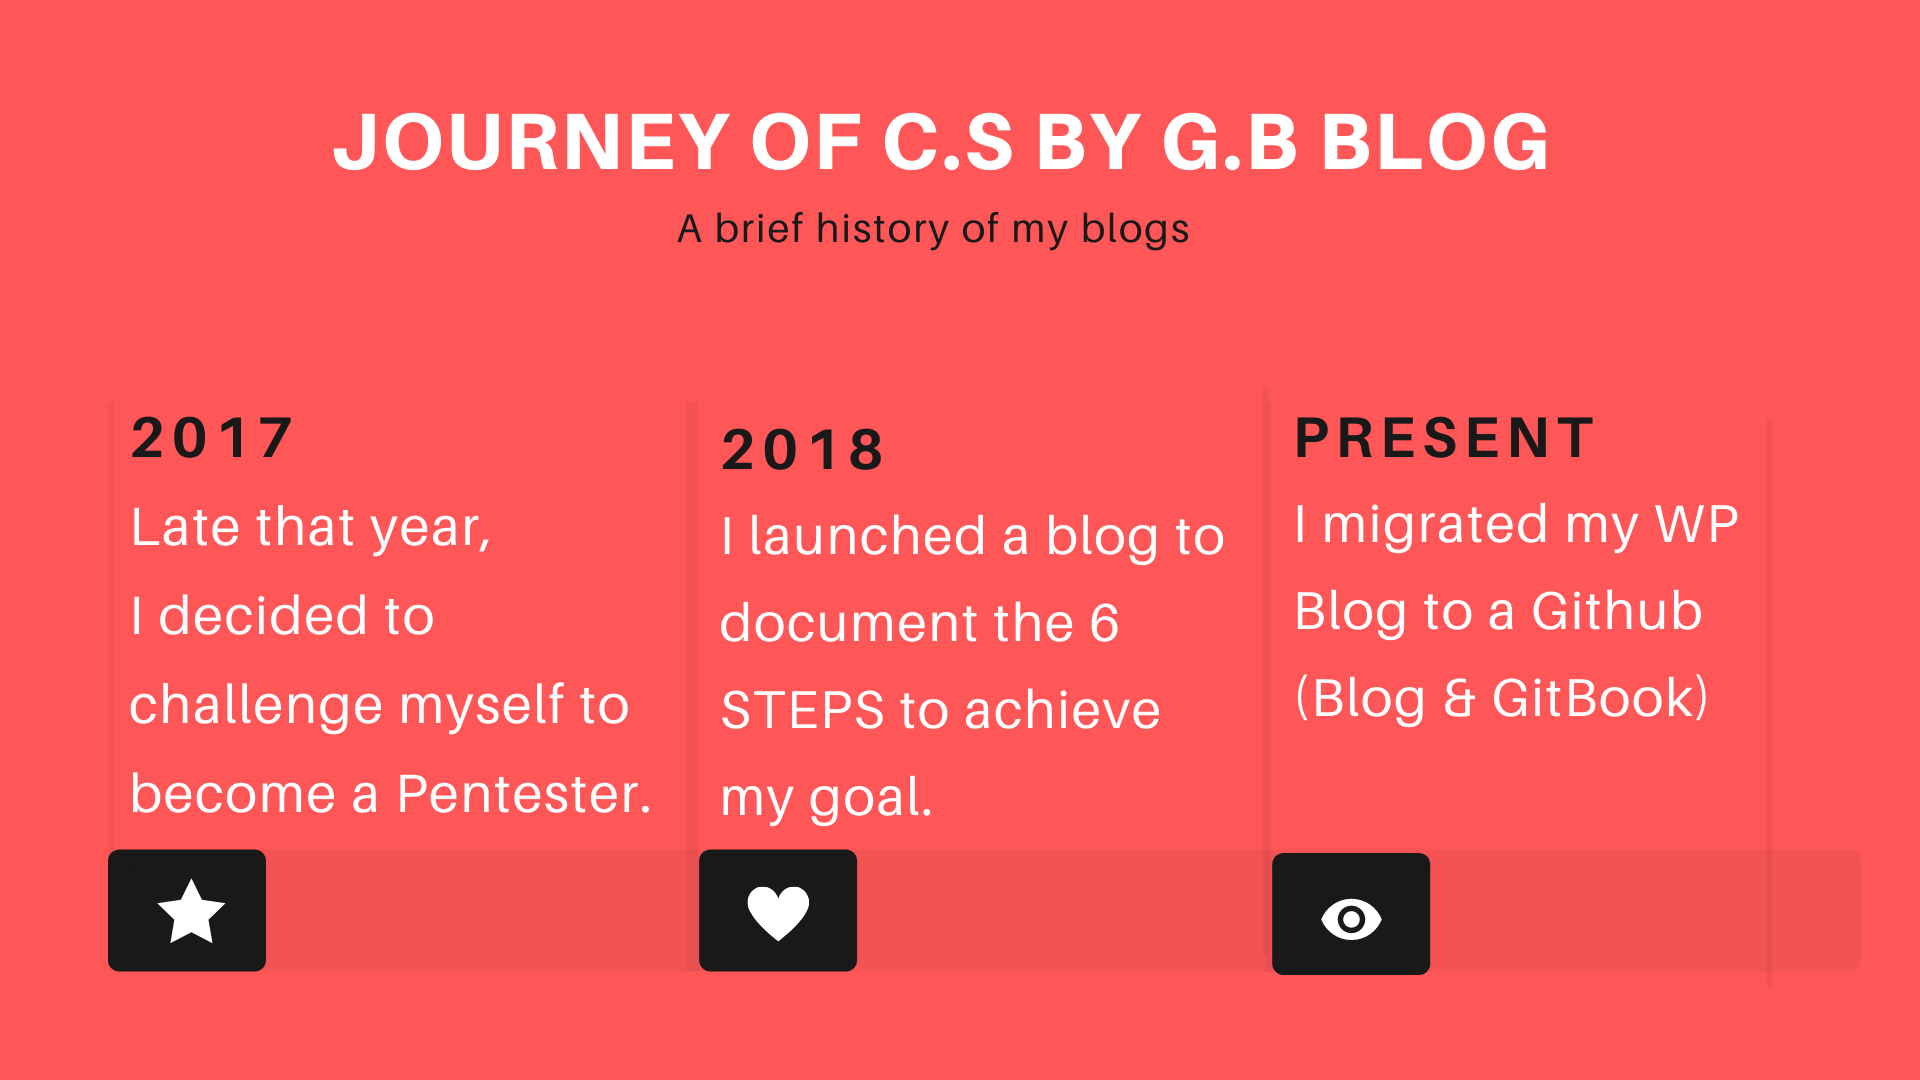 JOURNEY OF C.S BY G.B BLOG
A brief history of my blogs
2017
Late that year,
I decided to
challenge myself to
become a Pentester.
2018
I launched a blog to
document the 6
STEPS to achieve
my goal.
PRESENT
I migrated my WP
Blog to a Github
(Blog & GitBook)